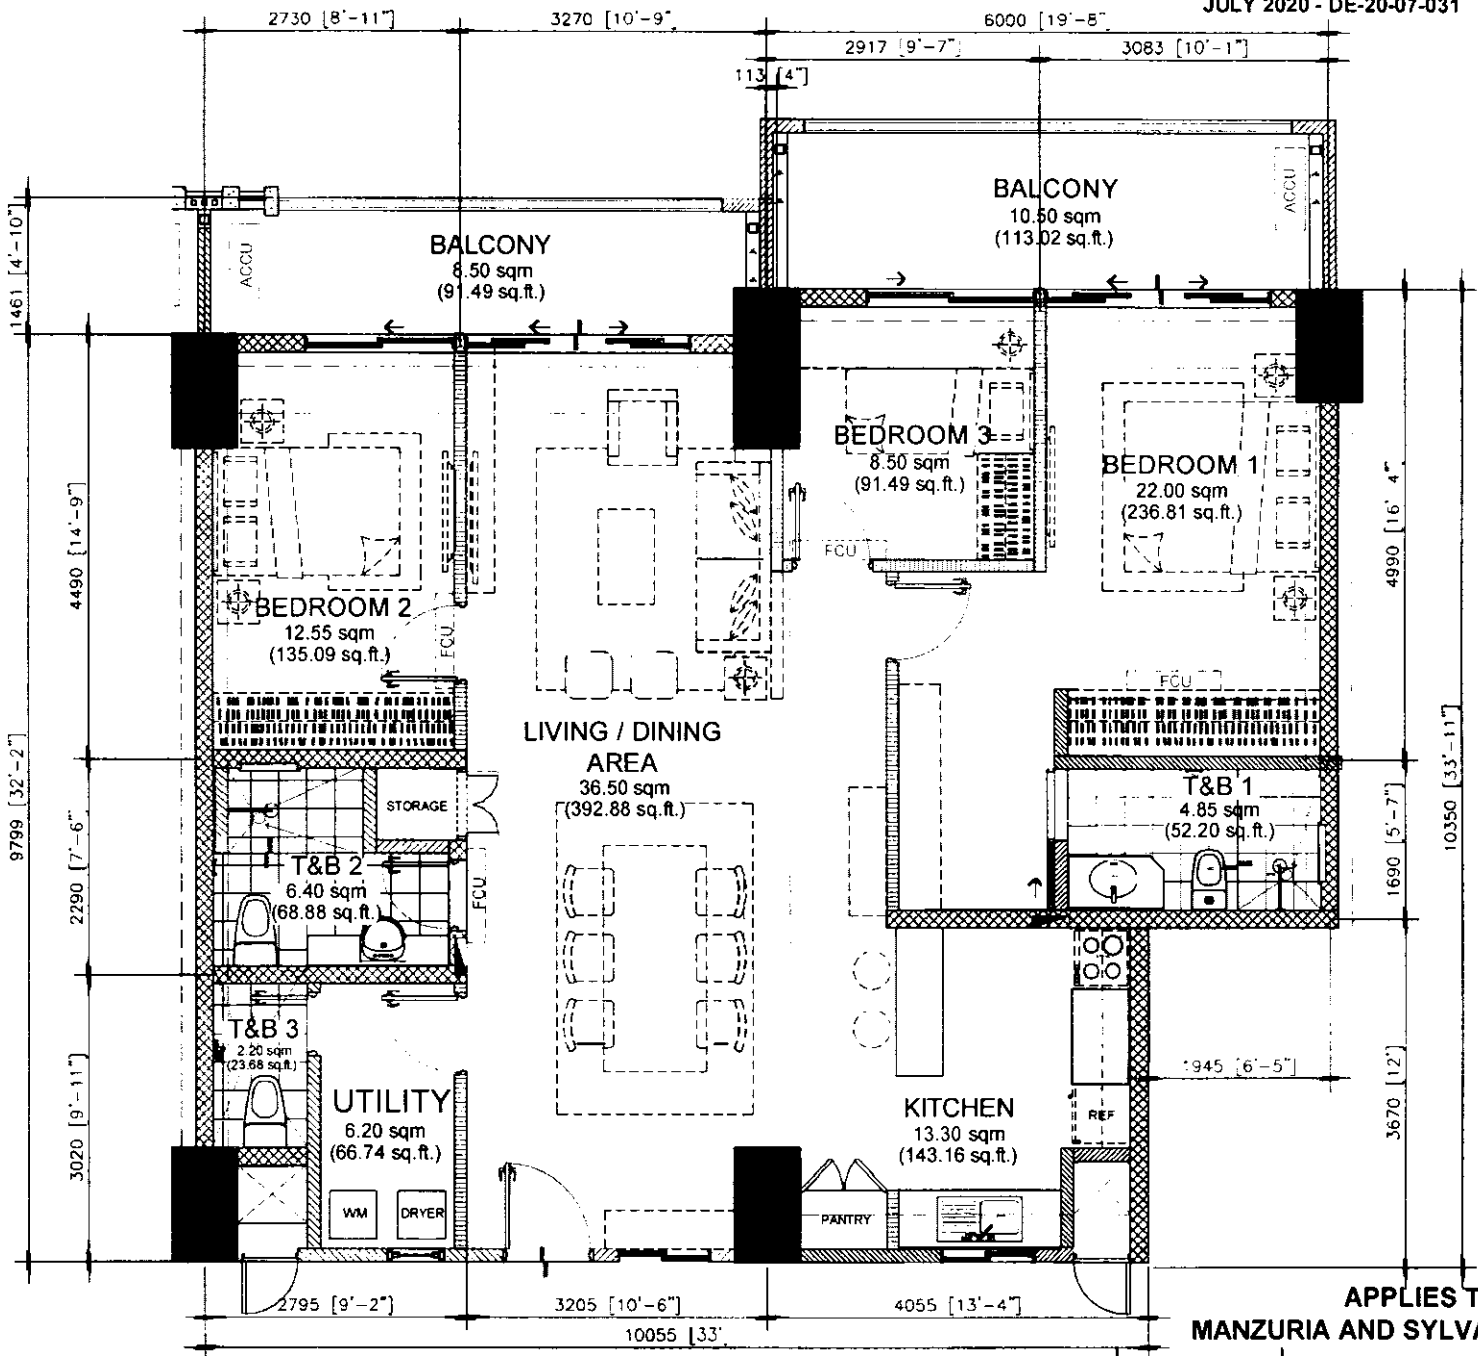 JULY 2020 - DE-20-07-031
2730 [8'-11"]
3270 [10'-9"
6000 [19'-8"
2917 [9'-7"]
3083 [10'-1"]
113 [4"]
1461 [4'-10"]
BALCONY
10.50 sqm
(113.02 sq.ft.)
ACCU
BALCONY
8.50 sqm
(91.49 sq.ft.)
ACCU
BEDROOM 3
8.50 sqm
(91.49 sq.ft.)
FCU
BEDROOM 1
22.00 sqm
(236.81 sq.ft.)
FCU
4490 [14'-9"]
4990 [16' 4"]
BEDROOM 2
12.55 sqm
(135.09 sq.ft.)
FCU
LIVING / DINING
AREA
36.50 sqm
(392.88 sq.ft.)
9799 [32'-2"]
10350 [33'-11"]
STORAGE
T&B 1
4.85 sqm
(52.20 sq.ft.)
T&B 2
6.40 sqm
(68.88 sq.ft.)
FCU
2290 [7'-6"]
1690 [5'-7"]
T&B 3
2.20 sqm
(23.68 sq.ft.)
UTILITY
6.20 sqm
(66.74 sq.ft.)
WM
DRYER
KITCHEN
13.30 sqm
(143.16 sq.ft.)
REF
PANTRY
1945 [6'-5"]
3020 [9'-11"]
3670 [12']
2795 [9'-2"]
3205 [10'-6"]
4055 [13'-4"]
10055 [33'
APPLIES T
MANZURIA AND SYLVA